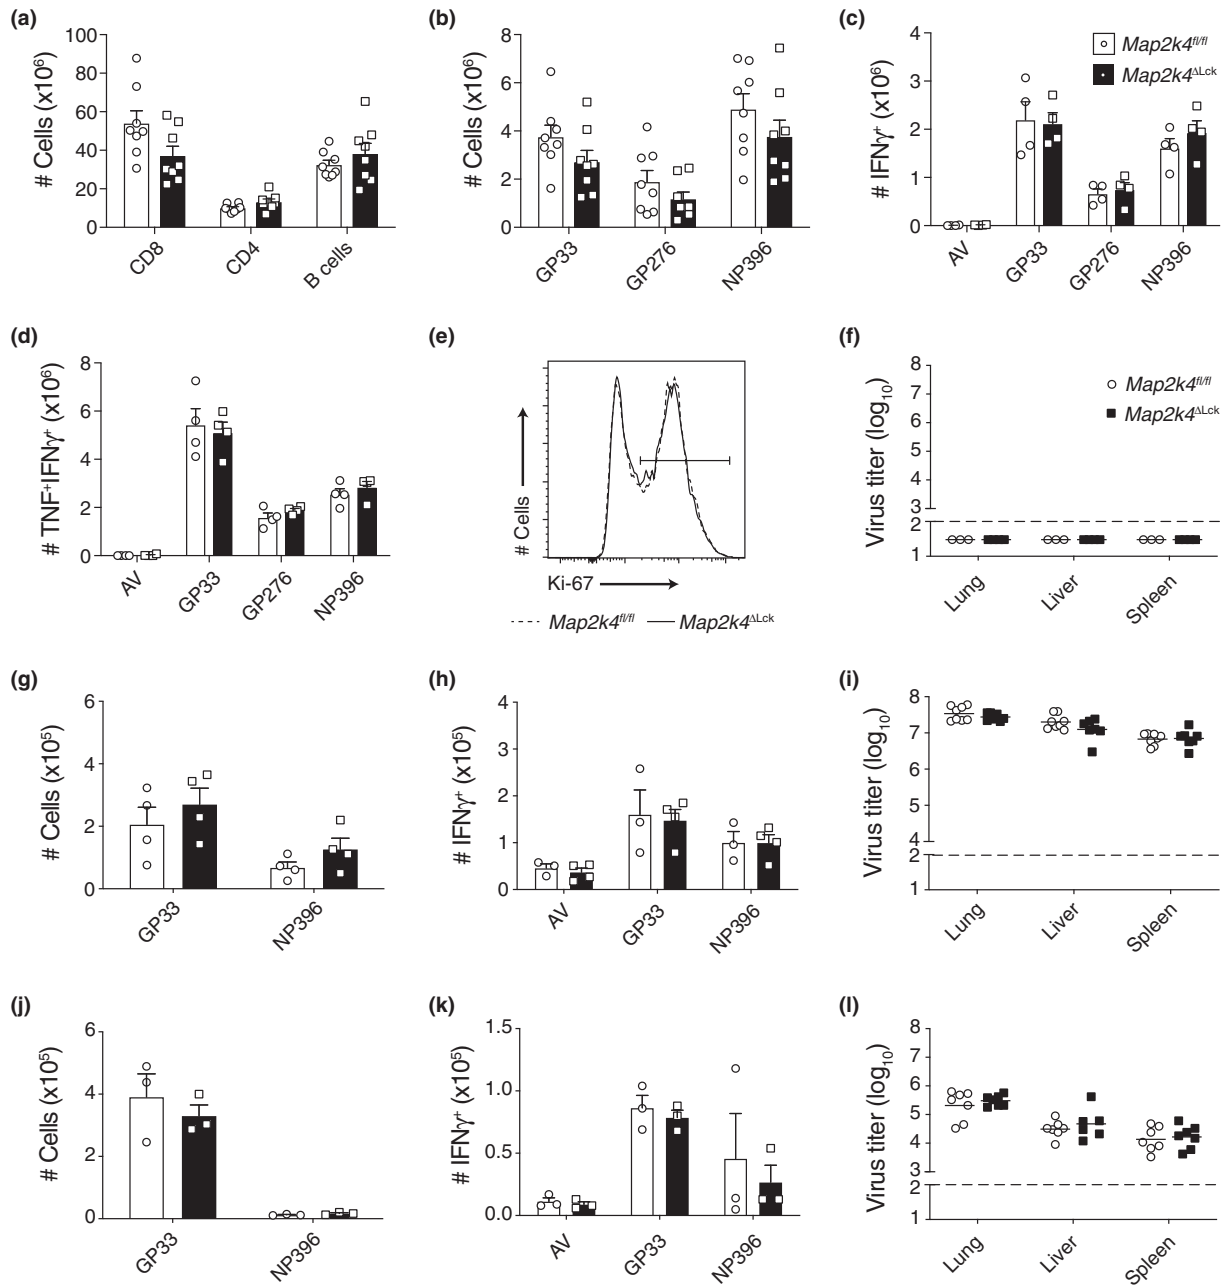 (a)
# Cells (x10⁶)
100
80
60
40
20
0
CD8
CD4
B cells
(b)
# Cells (x10⁶)
8
6
4
2
0
GP33
GP276
NP396
(c)
# IFNγ⁺ (x10⁶)
4
3
2
1
0
AV
GP33
GP276
NP396
Map2k4ᶠˡ/ᶠˡ
Map2k4ΔLck
(d)
# TNF⁺IFNγ⁺ (x10⁶)
8
6
4
2
0
AV
GP33
GP276
NP396
(e)
# Cells
Ki-67
Map2k4ᶠˡ/ᶠˡ Map2k4ΔLck
(f)
Virus titer (log₁₀)
8
7
6
5
4
3
2
1
Lung
Liver
Spleen
Map2k4ᶠˡ/ᶠˡ
Map2k4ΔLck
(g)
# Cells (x10⁵)
6
4
2
0
GP33
NP396
(h)
# IFNγ⁺ (x10⁵)
4
3
2
1
0
AV
GP33
NP396
(i)
Virus titer (log₁₀)
8
7
6
5
4
2
1
Lung
Liver
Spleen
(j)
# Cells (x10⁵)
6
4
2
0
GP33
NP396
(k)
# IFNγ⁺ (x10⁵)
1.5
1.0
0.5
0.0
AV
GP33
NP396
(l)
Virus titer (log₁₀)
8
7
6
5
4
3
2
1
Lung
Liver
Spleen